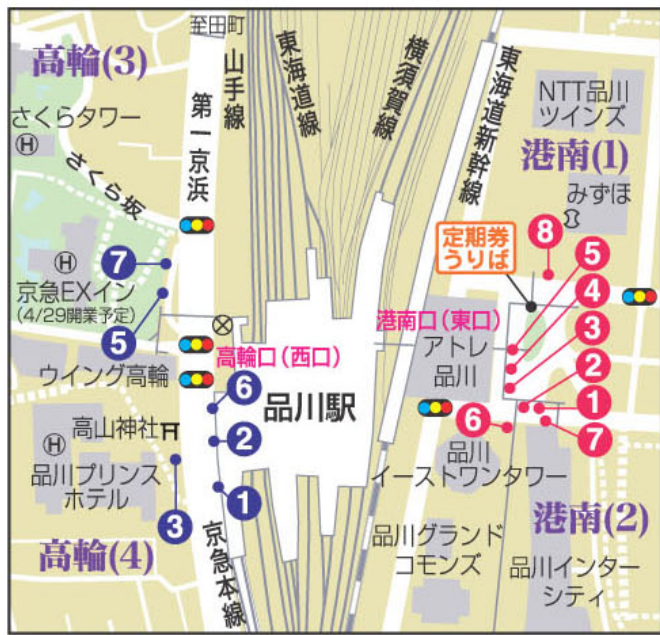 至田町
高輪(3)
さくらタワー
H
さくら坂
第一京浜
山手線
東海道線
横須賀線
東海道新幹線
NTT品川
ツインズ
港南(1)
みずほ
定期券
うりば
8
5
4
3
2
1
7
6
7
H
京急EXイン
(4/29開業予定)
5
高輪口(西口)
港南口(東口)
アトレ
品川
ウイング高輪
6
品川駅
2
高山神社
H
品川プリンス
ホテル
1
3
高輪(4)
京急本線
品川
イーストワンタワー
品川グランド
コモンズ
港南(2)
品川インター
シティ